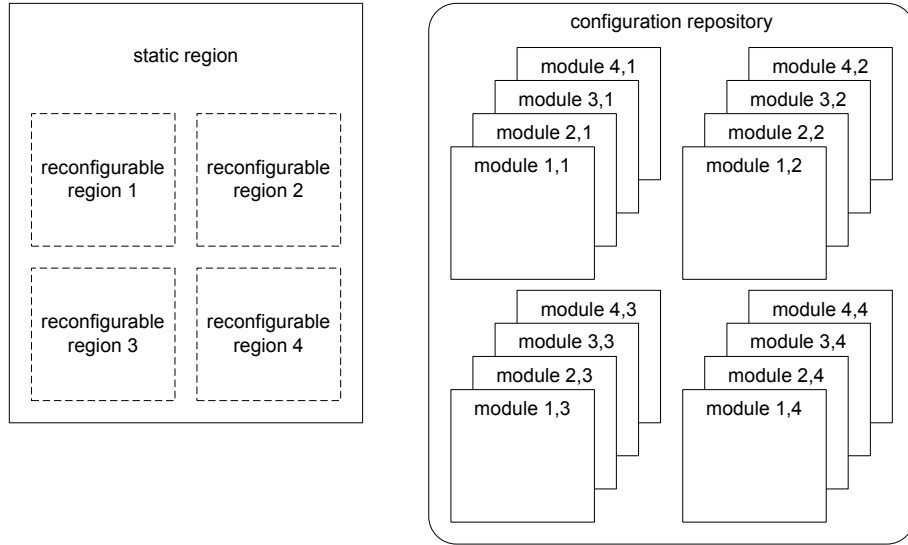 static region
reconfigurable
region 1
reconfigurable
region 2
reconfigurable
region 3
reconfigurable
region 4
configuration repository
module 4,1
module 3,1
module 2,1
module 1,1
module 4,2
module 3,2
module 2,2
module 1,2
module 4,3
module 3,3
module 2,3
module 1,3
module 4,4
module 3,4
module 2,4
module 1,4